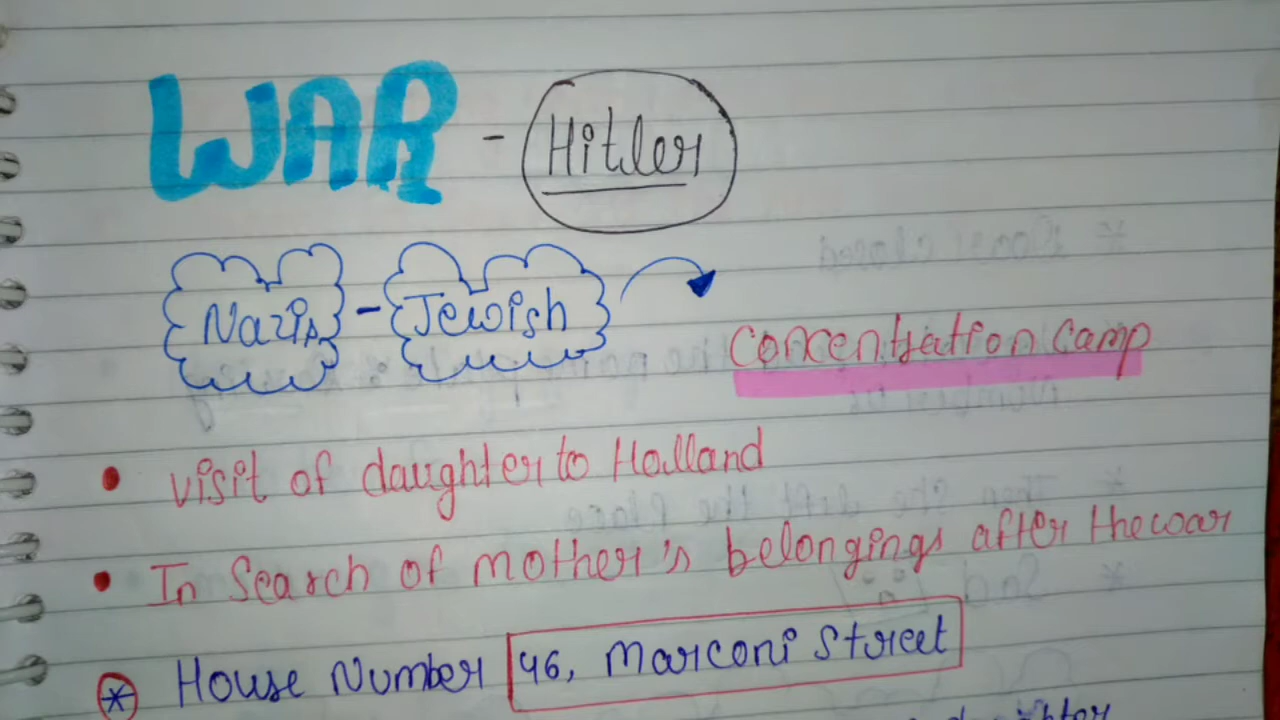 WAR - Hitler
Nazis - Jewish
Concentration Camp
• Visit of daughter to Holland
• In Search of mother's belongings after the war
* House Number 46, Marconi Street
daughter